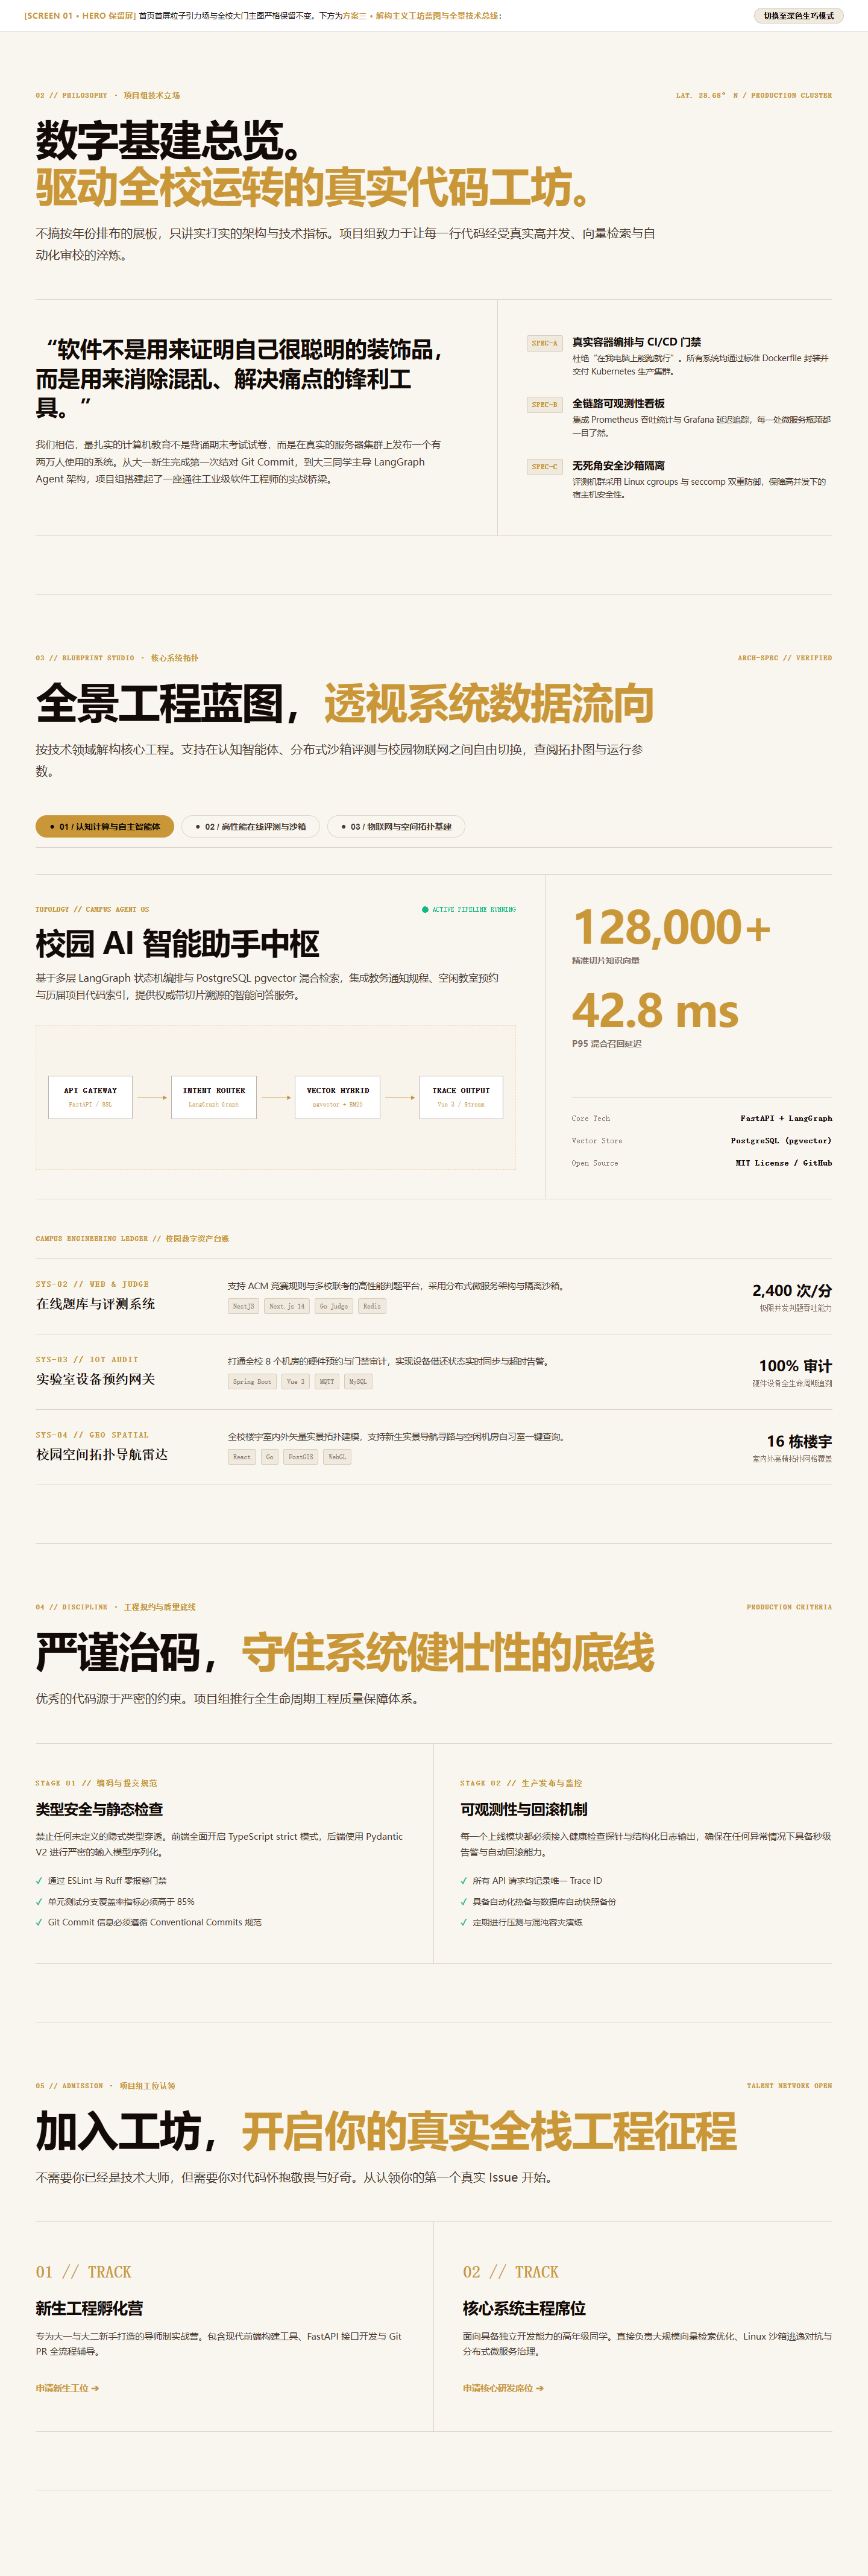 [SCREEN 01 • HERO 保留屏] 首页首屏粒子引力场与全校大门主图严格保留不变。下方为方案三 • 解构主义工坊蓝图与全景技术总线：
切换至深色生巧模式
02 // PHILOSOPHY · 项目组技术立场
LAT. 28.68° N / PRODUCTION CLUSTER
数字基建总览。
驱动全校运转的真实代码工坊。
不搞按年份排布的展板，只讲实打实的架构与技术指标。项目组致力于让每一行代码经受真实高并发、向量检索与自
动化审校的淬炼。
“软件不是用来证明自己很聪明的装饰品，
而是用来消除混乱、解决痛点的锋利工
具。”
我们相信，最扎实的计算机教育不是背诵期末考试试卷，而是在真实的服务器集群上发布一个有
两万人使用的系统。从大一新生完成第一次结对 Git Commit，到大三同学主导 LangGraph
Agent 架构，项目组搭建起了一座通往工业级软件工程师的实战桥梁。
SPEC-A
真实容器编排与 CI/CD 门禁
杜绝“在我电脑上能跑就行”。所有系统均通过标准 Dockerfile 封装并
交付 Kubernetes 生产集群。
SPEC-B
全链路可观测性看板
集成 Prometheus 吞吐统计与 Grafana 延迟追踪，每一处微服务瓶颈都
一目了然。
SPEC-C
无死角安全沙箱隔离
评测机群采用 Linux cgroups 与 seccomp 双重防御，保障高并发下的
宿主机安全性。
03 // BLUEPRINT STUDIO · 核心系统拓扑
ARCH-SPEC // VERIFIED
全景工程蓝图，透视系统数据流向
按技术领域解构核心工程。支持在认知智能体、分布式沙箱评测与校园物联网之间自由切换，查阅拓扑图与运行参
数。
• 01 / 认知计算与自主智能体
• 02 / 高性能在线评测与沙箱
• 03 / 物联网与空间拓扑基建
TOPOLOGY // CAMPUS AGENT OS
ACTIVE PIPELINE RUNNING
校园 AI 智能助手中枢
基于多层 LangGraph 状态机编排与 PostgreSQL pgvector 混合检索，集成教务通知规程、空闲教室预约
与历届项目代码索引，提供权威带切片溯源的智能问答服务。
API GATEWAY
FastAPI / SSL
INTENT ROUTER
LangGraph Graph
VECTOR HYBRID
pgvector + BM25
TRACE OUTPUT
Vue 3 / Stream
128,000+
精准切片知识向量
42.8 ms
P95 混合召回延迟
Core Tech
FastAPI + LangGraph
Vector Store
PostgreSQL (pgvector)
Open Source
MIT License / GitHub
CAMPUS ENGINEERING LEDGER // 校园数字资产台账
SYS-02 // WEB & JUDGE
在线题库与评测系统
支持 ACM 竞赛规则与多校联考的高性能判题平台，采用分布式微服务架构与隔离沙箱。
NestJS
Next.js 14
Go Judge
Redis
2,400 次/分
极限并发判题吞吐能力
SYS-03 // IOT AUDIT
实验室设备预约网关
打通全校 8 个机房的硬件预约与门禁审计，实现设备借还状态实时同步与超时告警。
Spring Boot
Vue 3
MQTT
MySQL
100% 审计
硬件设备全生命周期追溯
SYS-04 // GEO SPATIAL
校园空间拓扑导航雷达
全校楼宇室内外矢量实景拓扑建模，支持新生实景导航寻路与空闲机房自习室一键查询。
React
Go
PostGIS
WebGL
16 栋楼宇
室内外高精拓扑网格覆盖
04 // DISCIPLINE · 工程规约与质量底线
PRODUCTION CRITERIA
严谨治码，守住系统健壮性的底线
优秀的代码源于严密的约束。项目组推行全生命周期工程质量保障体系。
STAGE 01 // 编码与提交规范
类型安全与静态检查
禁止任何未定义的隐式类型穿透。前端全面开启 TypeScript strict 模式，后端使用 Pydantic
V2 进行严密的输入模型序列化。
✓ 通过 ESLint 与 Ruff 零报警门禁
✓ 单元测试分支覆盖率指标必须高于 85%
✓ Git Commit 信息必须遵循 Conventional Commits 规范
STAGE 02 // 生产发布与监控
可观测性与回滚机制
每一个上线模块都必须接入健康检查探针与结构化日志输出，确保在任何异常情况下具备秒级
告警与自动回滚能力。
✓ 所有 API 请求均记录唯一 Trace ID
✓ 具备自动化热备与数据库自动快照备份
✓ 定期进行压测与混沌容灾演练
05 // ADMISSION · 项目组工位认领
TALENT NETWORK OPEN
加入工坊，开启你的真实全栈工程征程
不需要你已经是技术大师，但需要你对代码怀抱敬畏与好奇。从认领你的第一个真实 Issue 开始。
01 // TRACK
新生工程孵化营
专为大一与大二新手打造的导师制实战营。包含现代前端构建工具、FastAPI 接口开发与 Git
PR 全流程辅导。
申请新生工位 ➔
02 // TRACK
核心系统主程席位
面向具备独立开发能力的高年级同学。直接负责大规模向量检索优化、Linux 沙箱逃逸对抗与
分布式微服务治理。
申请核心研发席位 ➔